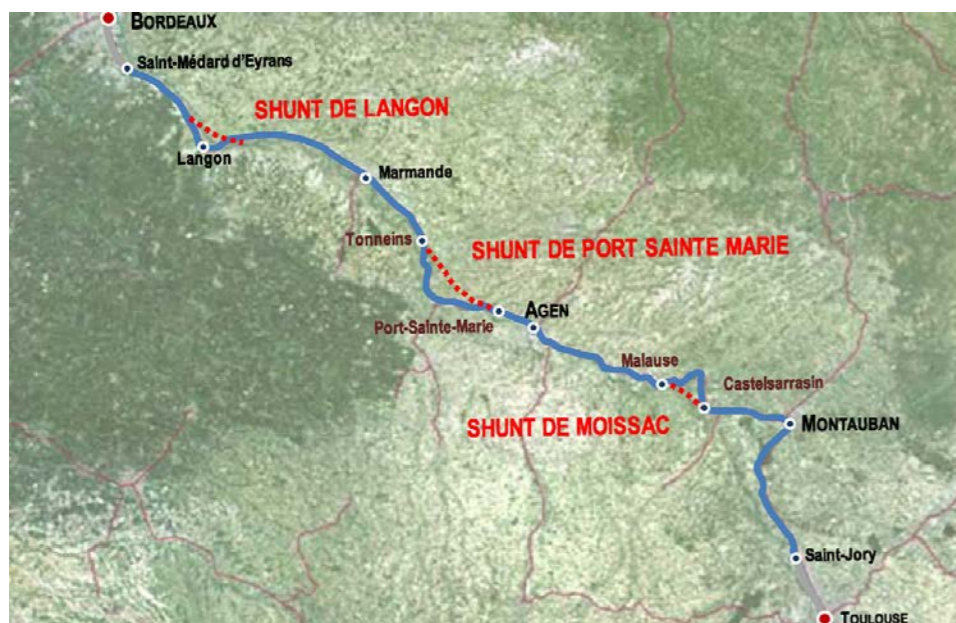 BORDEAUX
Saint-Médard d'Eyrans
SHUNT DE LANGON
Langon
Marmande
Tonneins
SHUNT DE PORT SAINTE MARIE
AGEN
Port-Sainte-Marie
Malause
Castelsarrasin
SHUNT DE MOISSAC
MONTAUBAN
Saint-Jory
TOULOUSE